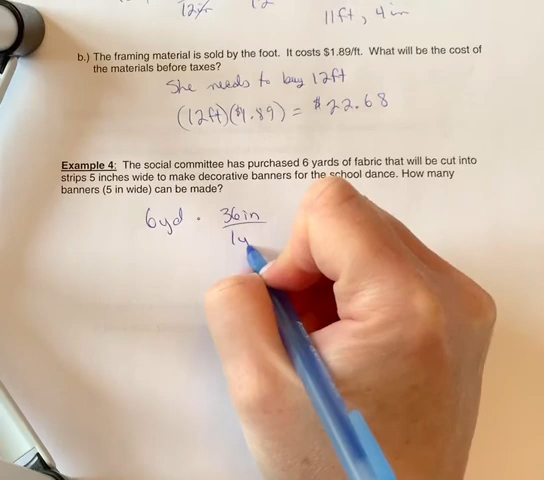 12in 12
11ft, 4in
b.) The framing material is sold by the foot. It costs $1.89/ft. What will be the cost of
the materials before taxes?
She needs to buy 12ft
(12ft)($1.89) = $22.68
Example 4: The social committee has purchased 6 yards of fabric that will be cut into
strips 5 inches wide to make decorative banners for the school dance. How many
banners (5 in wide) can be made?
6yd · 36in
1y